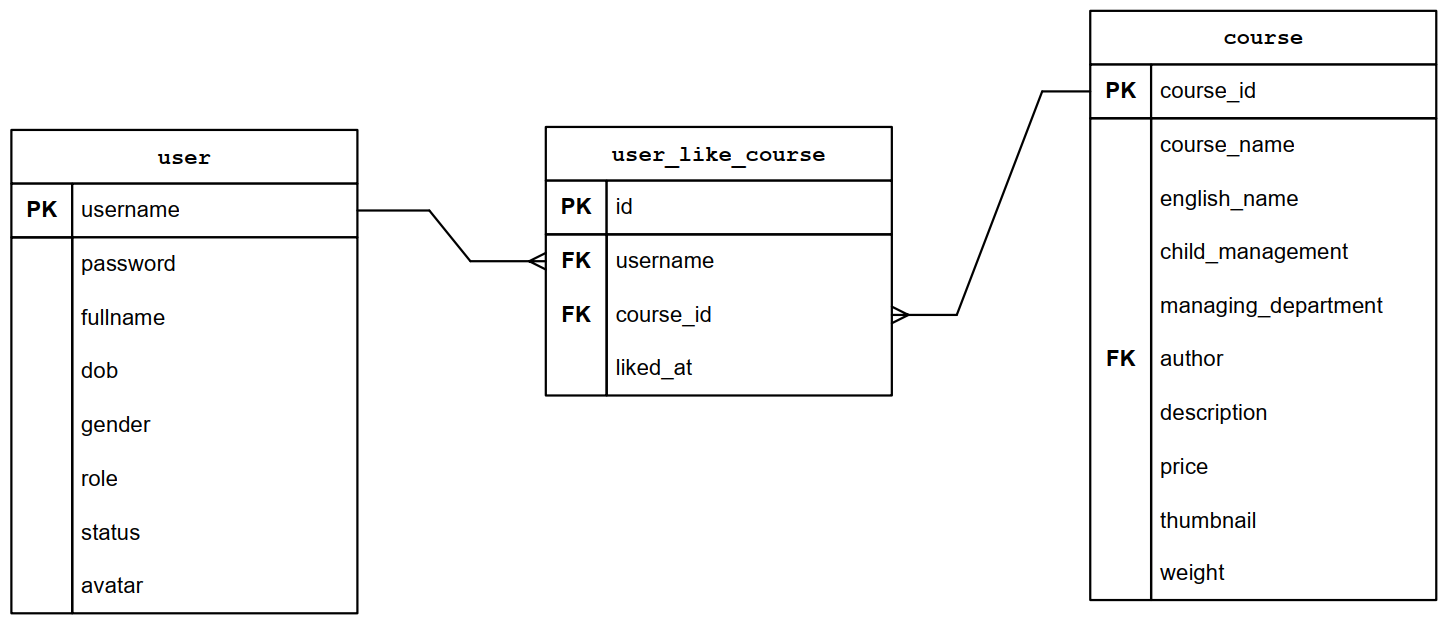 user
PK username
password
fullname
dob
gender
role
status
avatar
user_like_course
PK id
FK username
FK course_id
liked_at
course
PK course_id
course_name
english_name
child_management
managing_department
FK author
description
price
thumbnail
weight